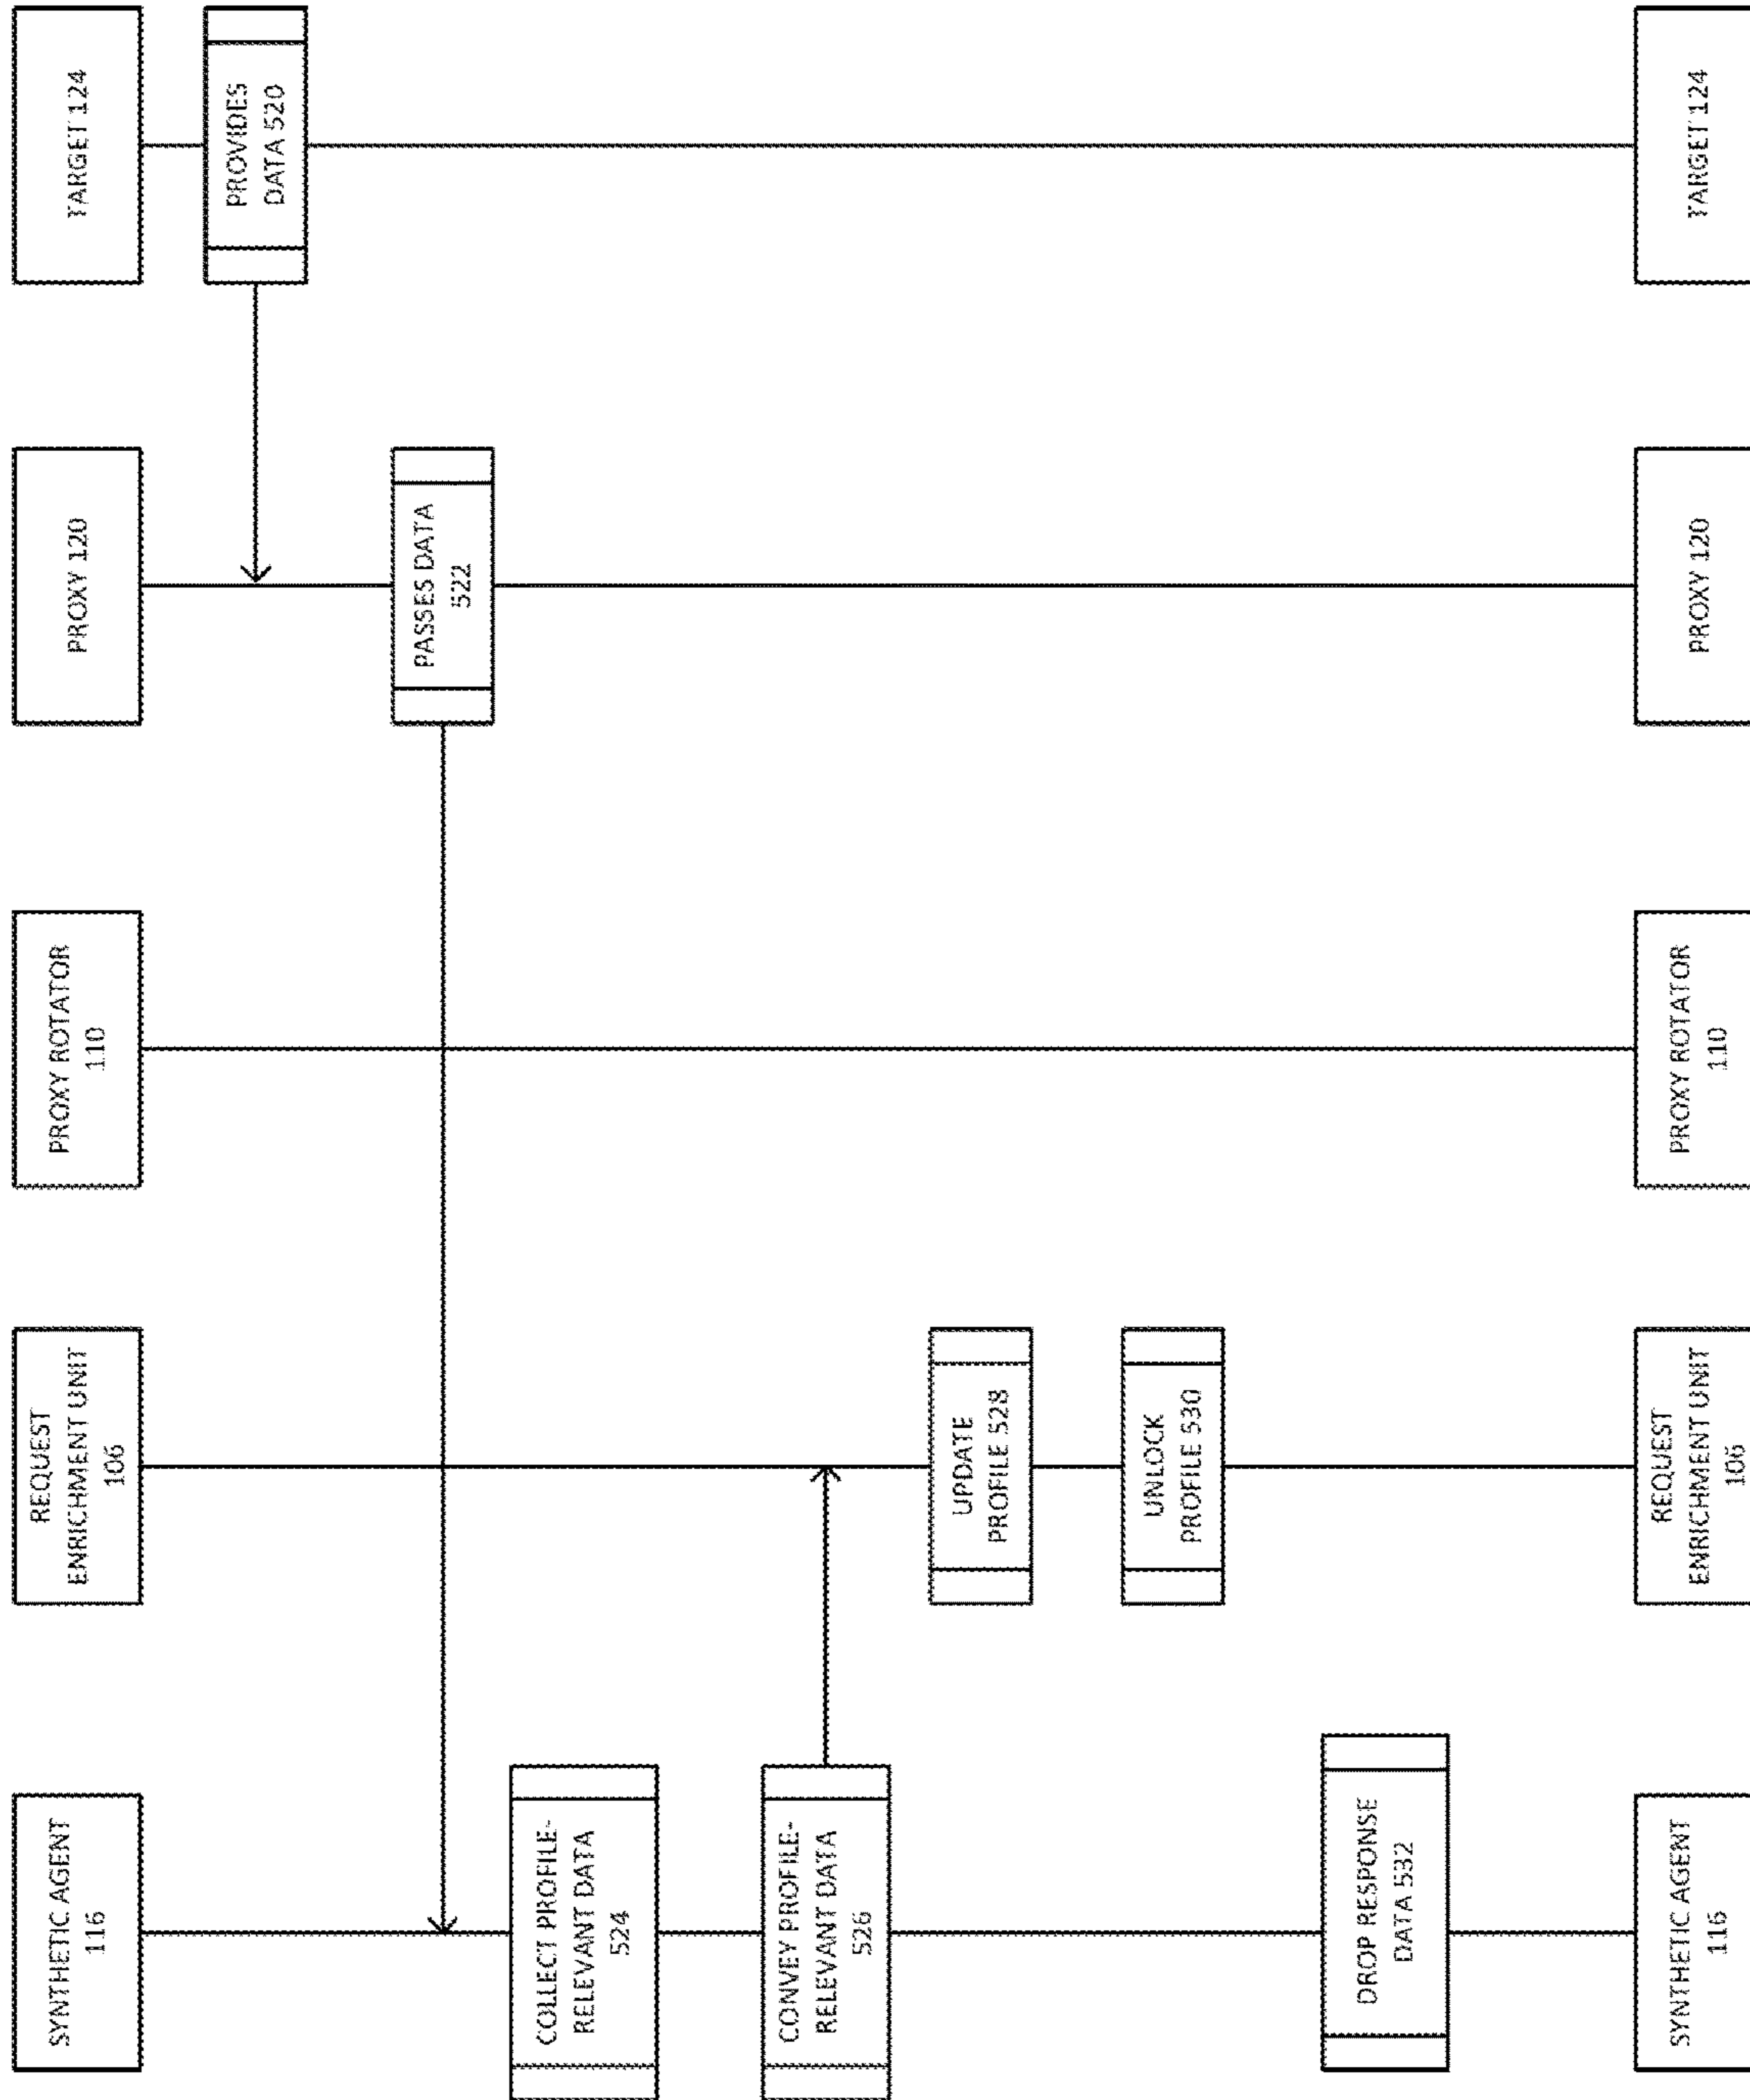 SYNTHETIC AGENT
116
REQUEST
ENRICHMENT UNIT
106
PROXY ROTATOR
110
PROXY 120
TARGET 124
PROVIDES
DATA 520
PASSES DATA
522
COLLECT PROFILE-
RELEVANT DATA
524
CONVEY PROFILE-
RELEVANT DATA
526
UPDATE
PROFILE 528
UNLOCK
PROFILE 530
DROP RESPONSE
DATA 532
SYNTHETIC AGENT
116
REQUEST
ENRICHMENT UNIT
106
PROXY ROTATOR
110
PROXY 120
TARGET 124